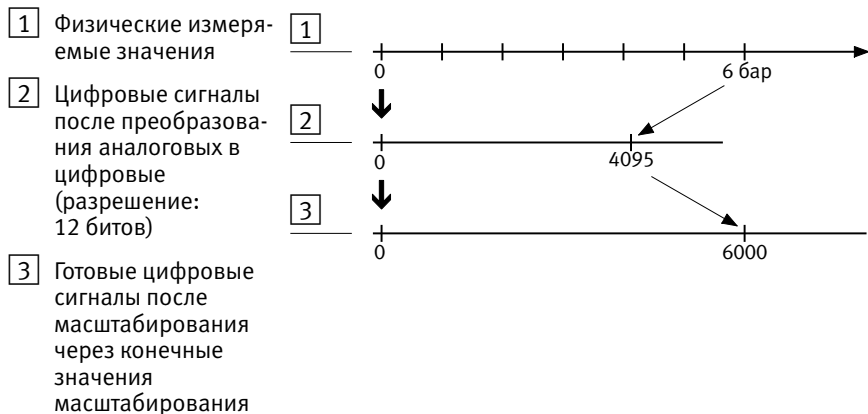 1 Физические измеря-
емые значения
2 Цифровые сигналы
после преобразова-
ния аналоговых в
цифровые
(разрешение:
12 битов)
3 Готовые цифровые
сигналы после
масштабирования
через конечные
значения
масштабирования
1
0 6 бар
2
0 4095
3
0 6000